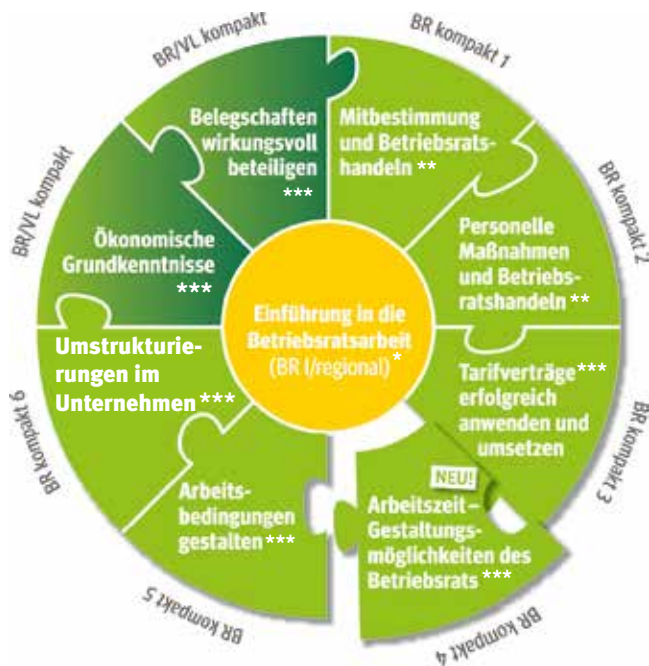 BR/VL kompakt
BR kompakt 1
Belegschaften
wirkungsvoll
beteiligen
***
Mitbestimmung
und Betriebsrats-
handeln **
BR kompakt 2
Personelle
Maßnahmen
und Betriebs-
ratshandeln **
BR/VL kompakt
Ökonomische
Grundkenntnisse
***
Einführung in die
Betriebsratsarbeit
(BR I/regional) *
Umstrukturie-
rungen im
Unternehmen ***
BR kompakt 6
Tarifverträge ***
erfolgreich
anwenden und
umsetzen
BR kompakt 3
Arbeits-
bedingungen
gestalten ***
BR kompakt 5
NEU!
Arbeitszeit –
Gestaltungs-
möglichkeiten des
Betriebsrats ***
BR kompakt 4